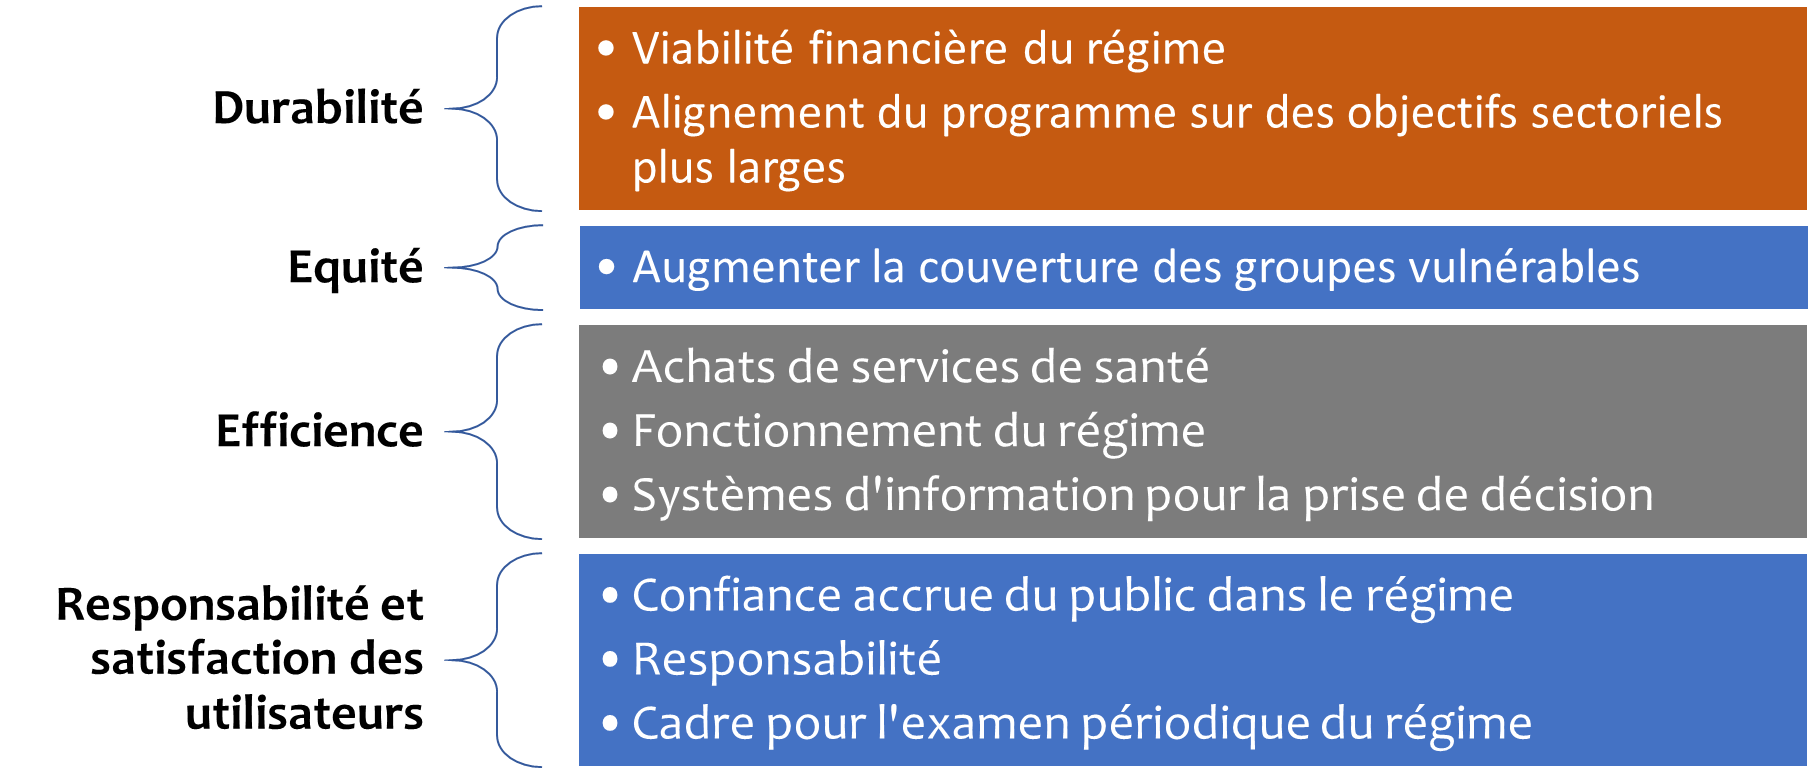 Durabilité
• Viabilité financière du régime
• Alignement du programme sur des objectifs sectoriels
plus larges
Equité
• Augmenter la couverture des groupes vulnérables
Efficience
• Achats de services de santé
• Fonctionnement du régime
• Systèmes d'information pour la prise de décision
Responsabilité et
satisfaction des
utilisateurs
• Confiance accrue du public dans le régime
• Responsabilité
• Cadre pour l'examen périodique du régime